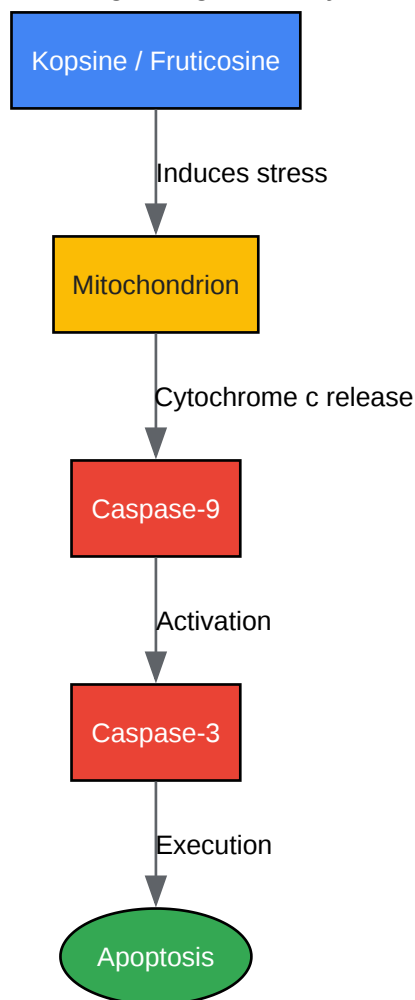 Kopsine / Fruticosine
Induces stress
Mitochondrion
Cytochrome c release
Caspase-9
Activation
Caspase-3
Execution
Apoptosis